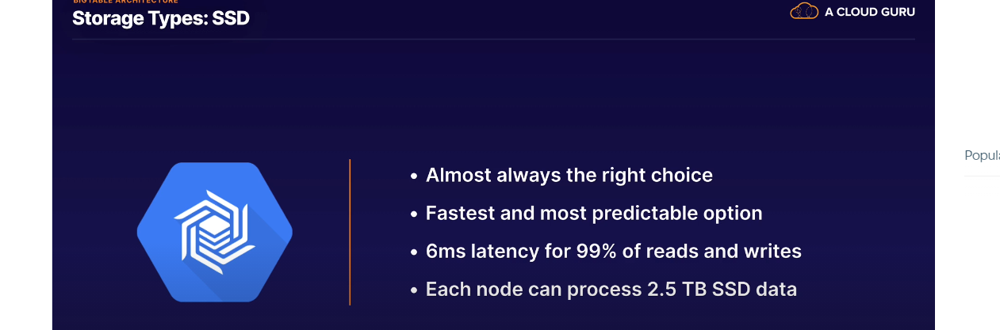 BIGTABLE ARCHITECTURE
Storage Types: SSD
A CLOUD GURU
• Almost always the right choice
• Fastest and most predictable option
• 6ms latency for 99% of reads and writes
• Each node can process 2.5 TB SSD data